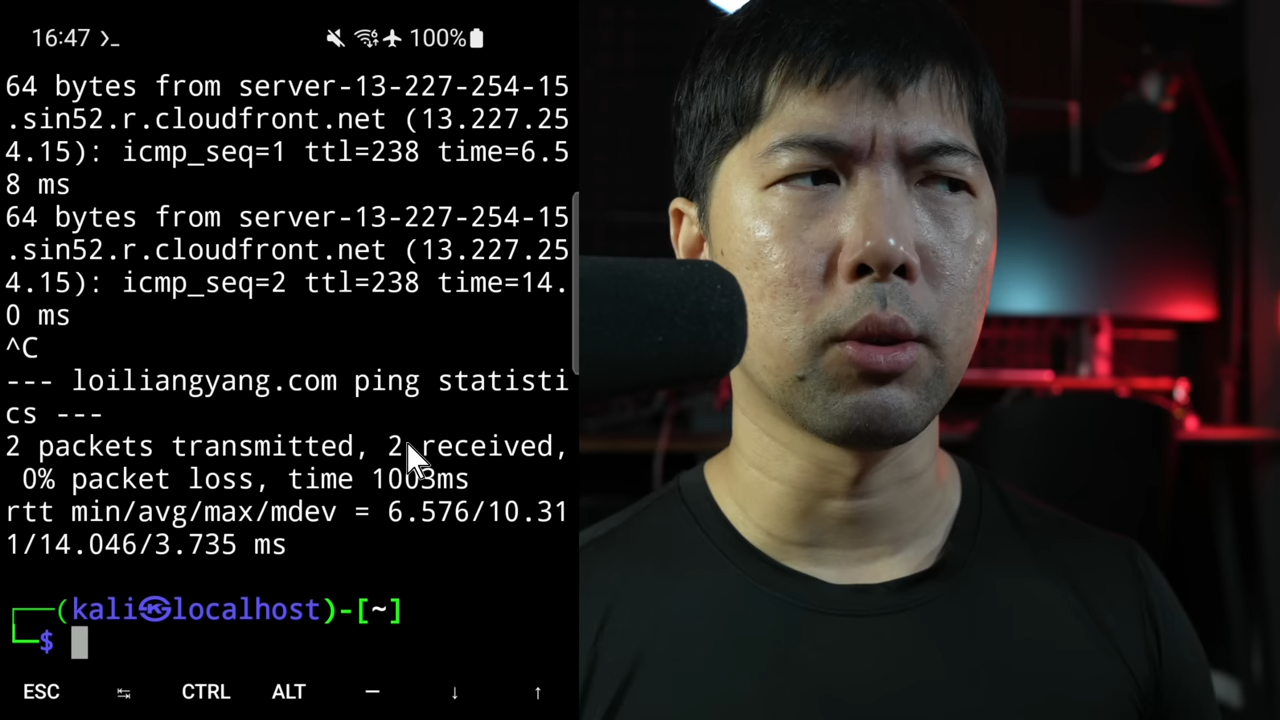 16:47 ❯_ 100%
64 bytes from server-13-227-254-15
.sin52.r.cloudfront.net (13.227.25
4.15): icmp_seq=1 ttl=238 time=6.5
8 ms
64 bytes from server-13-227-254-15
.sin52.r.cloudfront.net (13.227.25
4.15): icmp_seq=2 ttl=238 time=14.
0 ms
^C
--- loiliangyang.com ping statisti
cs ---
2 packets transmitted, 2 received,
 0% packet loss, time 1003ms
rtt min/avg/max/mdev = 6.576/10.31
1/14.046/3.735 ms
┌──(kali㉿localhost)-[~]
└─$
ESC ↹ CTRL ALT — ↓ ↑